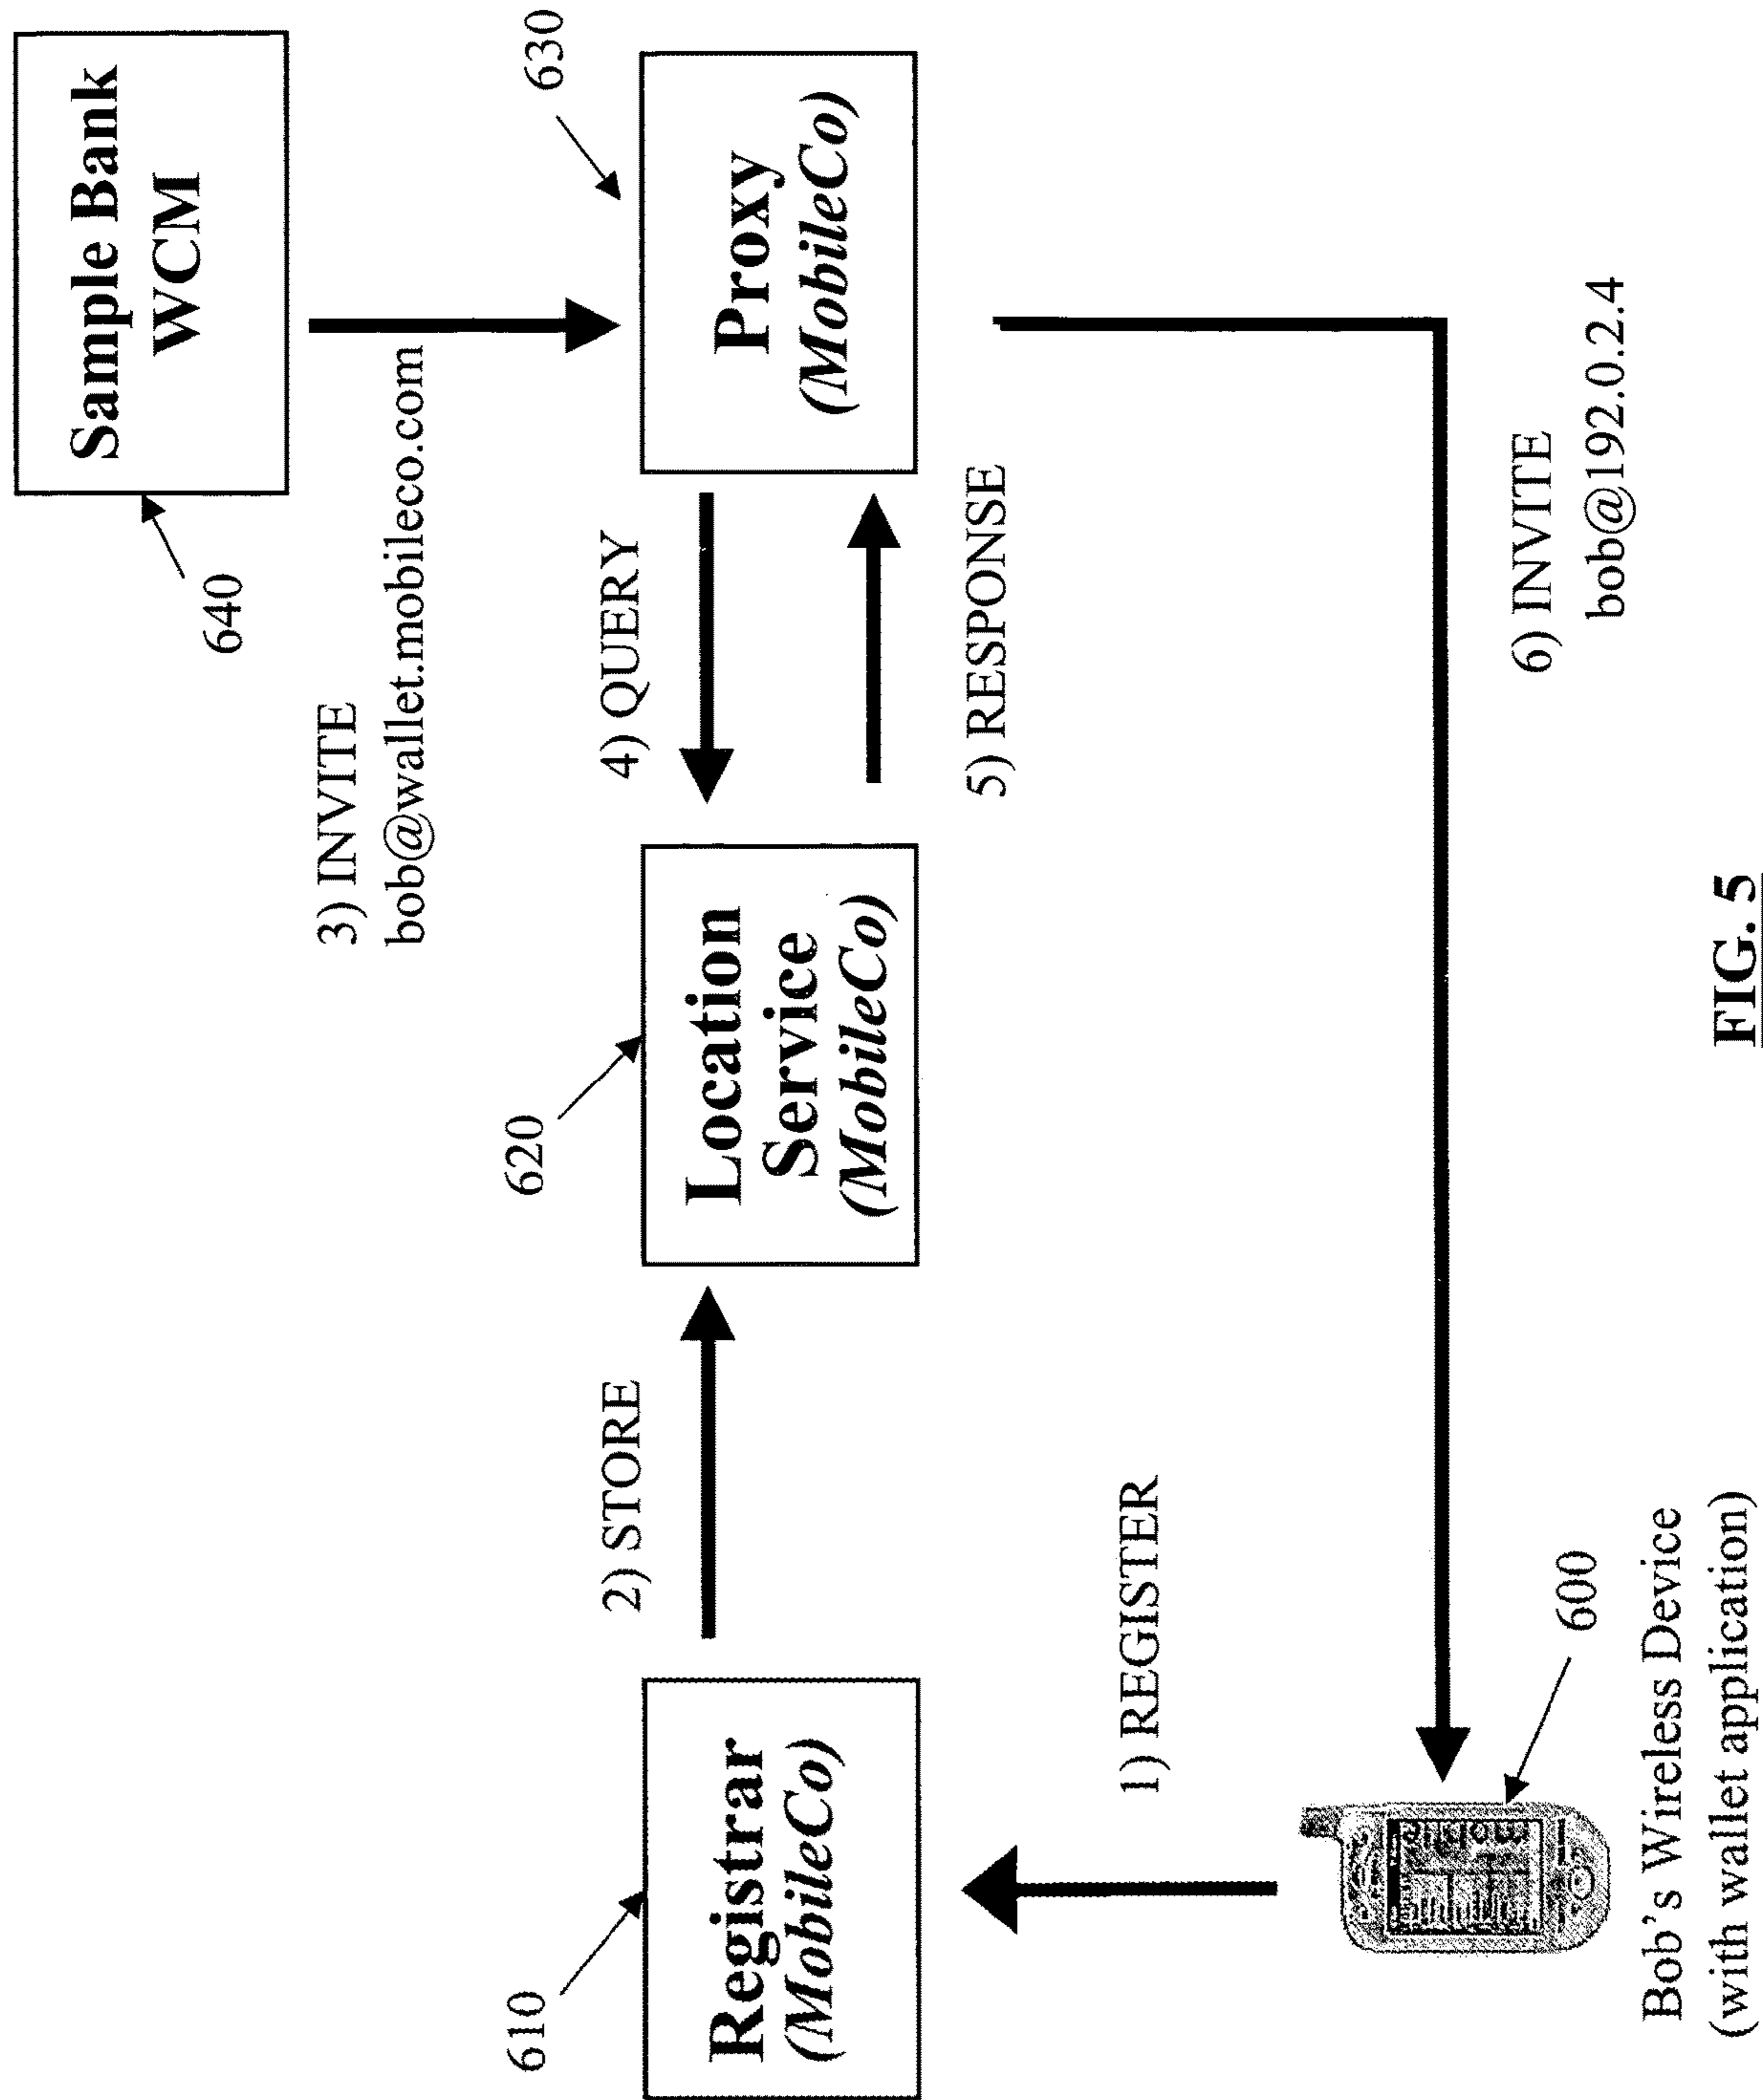 Sample Bank
WCM
640
3) INVITE
bob@wallet.mobileco.com
630
Proxy
(MobileCo)
4) QUERY
5) RESPONSE
620
Location
Service
(MobileCo)
2) STORE
610
Registrar
(MobileCo)
1) REGISTER
6) INVITE
bob@192.0.2.4
600
mobile
Bob's Wireless Device
(with wallet application)
FIG. 5